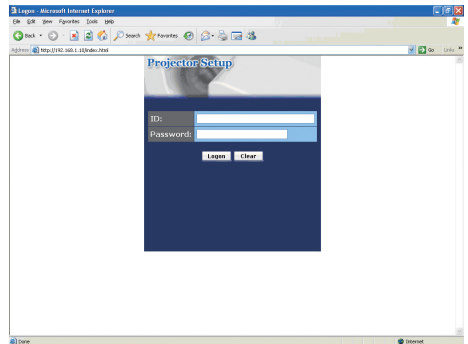 Logon - Microsoft Internet Explorer
File Edit View Favorites Tools Help
Back Search Favorites
Address http://192.168.1.10/index.html Go Links »
Projector Setup
ID:
Password:
Logon Clear
Done Internet